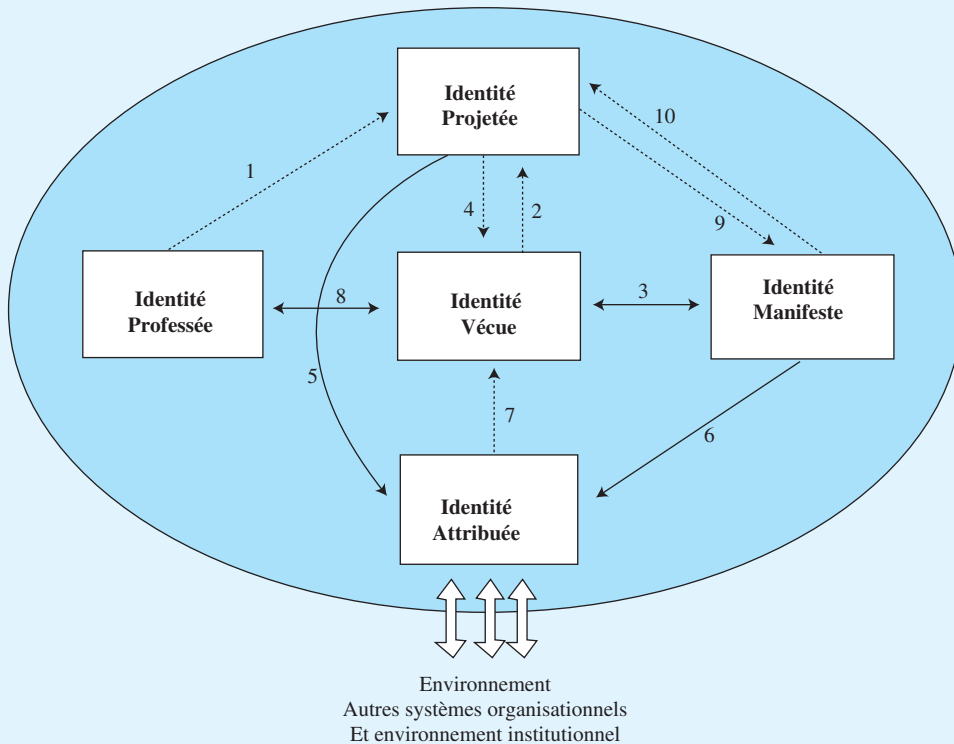 Identité
Projetée
10
1
4
2
9
Identité
Professée
8
Identité
Vécue
3
Identité
Manifeste
5
7
6
Identité
Attribuée
Environnement
Autres systèmes organisationnels
Et environnement institutionnel